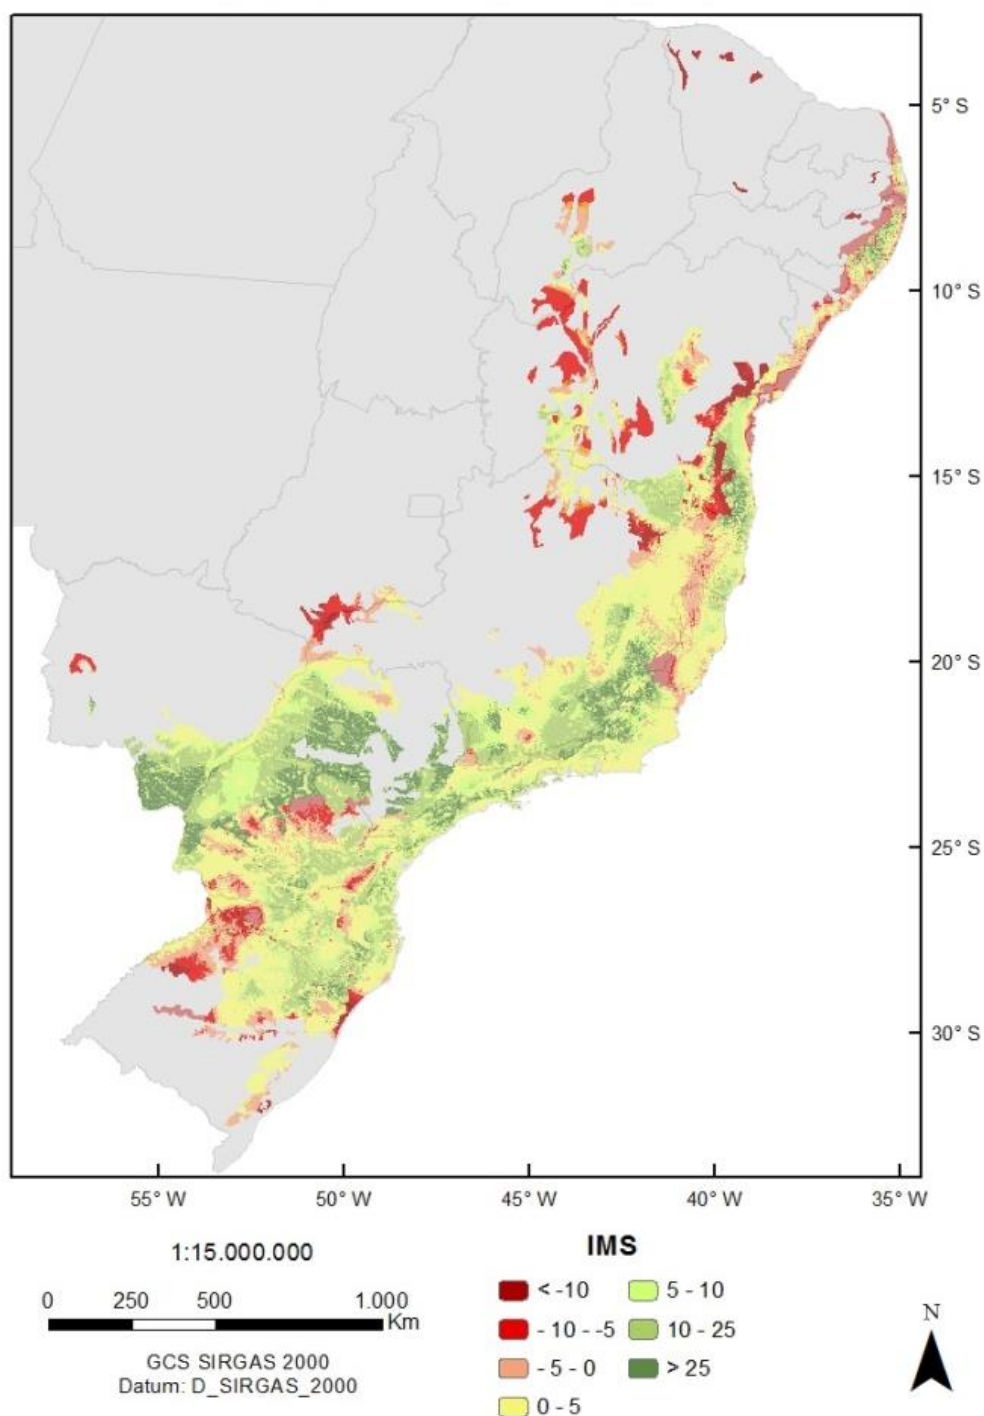 5° S
10° S
15° S
20° S
25° S
30° S
55° W
50° W
45° W
40° W
35° W
1:15.000.000
0 250 500 1.000
Km
GCS SIRGAS 2000
Datum: D_SIRGAS_2000
IMS
< -10
- 10 - -5
- 5 - 0
0 - 5
5 - 10
10 - 25
> 25
N